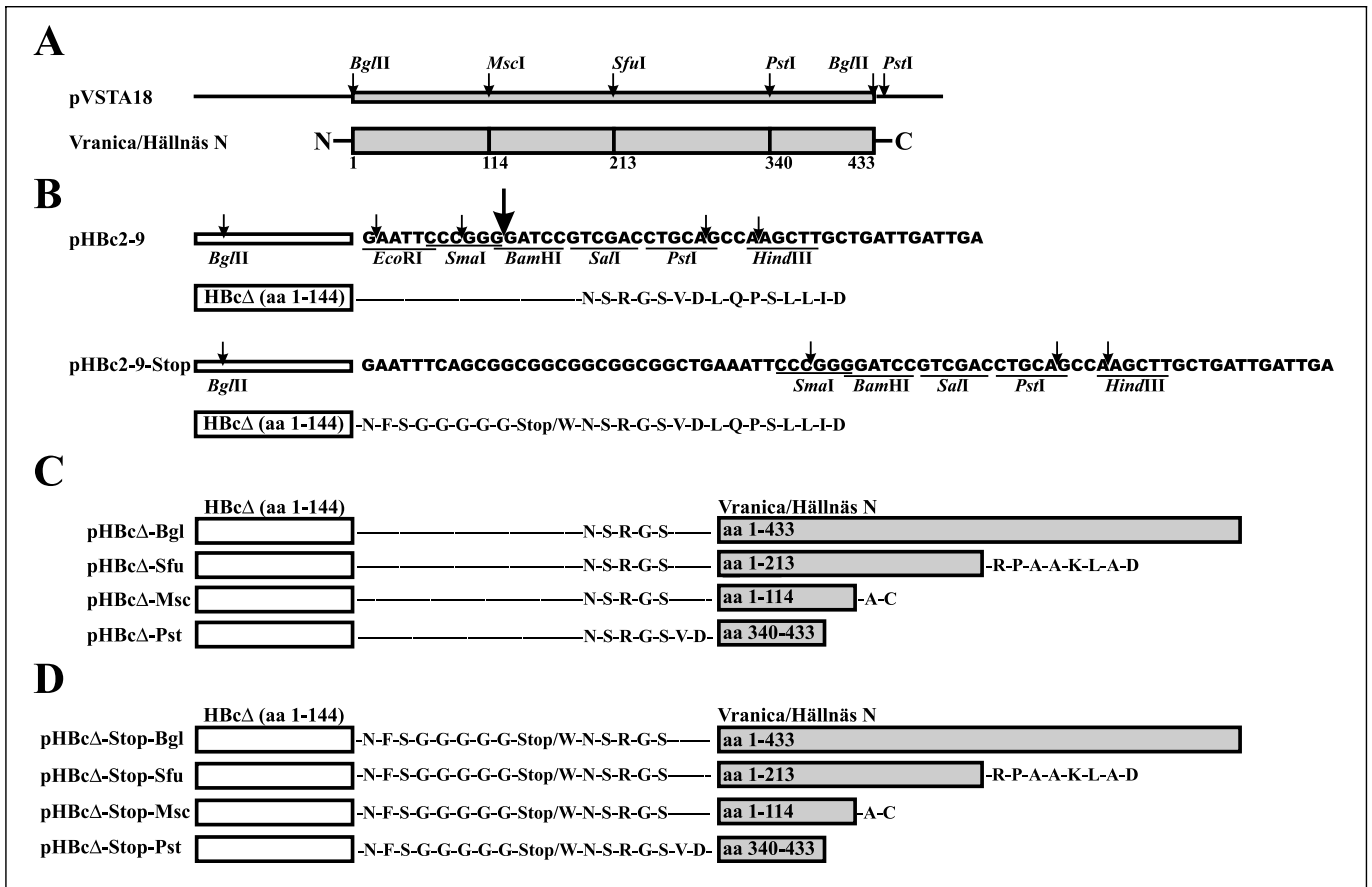 A
BglII MscI SfuI PstI BglII PstI
pVSTA18
Vranica/Hällnäs N N C
1 114 213 340 433
B
pHBc2-9 GAATTCCCGGGGATCCGTCGACCTGCAGCCAAGCTTGCTGATTGATTGA
BglII EcoRI SmaI BamHI SalI PstI HindIII
HBcΔ (aa 1-144) -N-S-R-G-S-V-D-L-Q-P-S-L-L-I-D
pHBc2-9-Stop GAATTTCAGCGGCGGCGGCGGCGGCTGAAATTCCCGGGGATCCGTCGACCTGCAGCCAAGCTTGCTGATTGATTGA
BglII SmaI BamHI SalI PstI HindIII
HBcΔ (aa 1-144) -N-F-S-G-G-G-G-G-Stop/W-N-S-R-G-S-V-D-L-Q-P-S-L-L-I-D
C
HBcΔ (aa 1-144) Vranica/Hällnäs N
pHBcΔ-Bgl -N-S-R-G-S- aa 1-433
pHBcΔ-Sfu -N-S-R-G-S- aa 1-213 -R-P-A-A-K-L-A-D
pHBcΔ-Msc -N-S-R-G-S- aa 1-114 -A-C
pHBcΔ-Pst -N-S-R-G-S-V-D- aa 340-433
D
HBcΔ (aa 1-144) Vranica/Hällnäs N
pHBcΔ-Stop-Bgl -N-F-S-G-G-G-G-G-Stop/W-N-S-R-G-S- aa 1-433
pHBcΔ-Stop-Sfu -N-F-S-G-G-G-G-G-Stop/W-N-S-R-G-S- aa 1-213 -R-P-A-A-K-L-A-D
pHBcΔ-Stop-Msc -N-F-S-G-G-G-G-G-Stop/W-N-S-R-G-S- aa 1-114 -A-C
pHBcΔ-Stop-Pst -N-F-S-G-G-G-G-G-Stop/W-N-S-R-G-S-V-D- aa 340-433